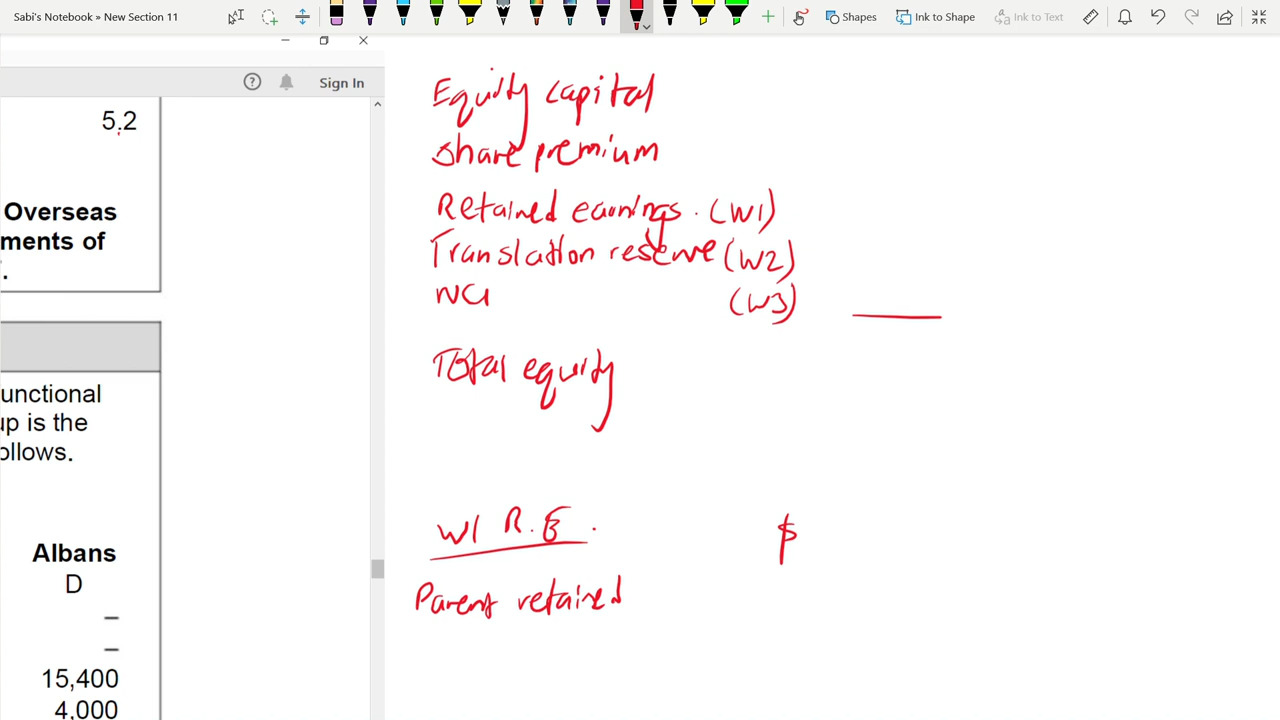 Sabi's Notebook » New Section 11
Shapes
Ink to Shape
Ink to Text
Sign In
5.2
Overseas
ments of
.
unctional
up is the
ollows.
Albans
D
–
–
15,400
4,000
Equity capital
Share premium
Retained earnings. (W1)
Translation reserve (W2)
NCI (W3)
Total equity
W1 R.E. $
Parent retained